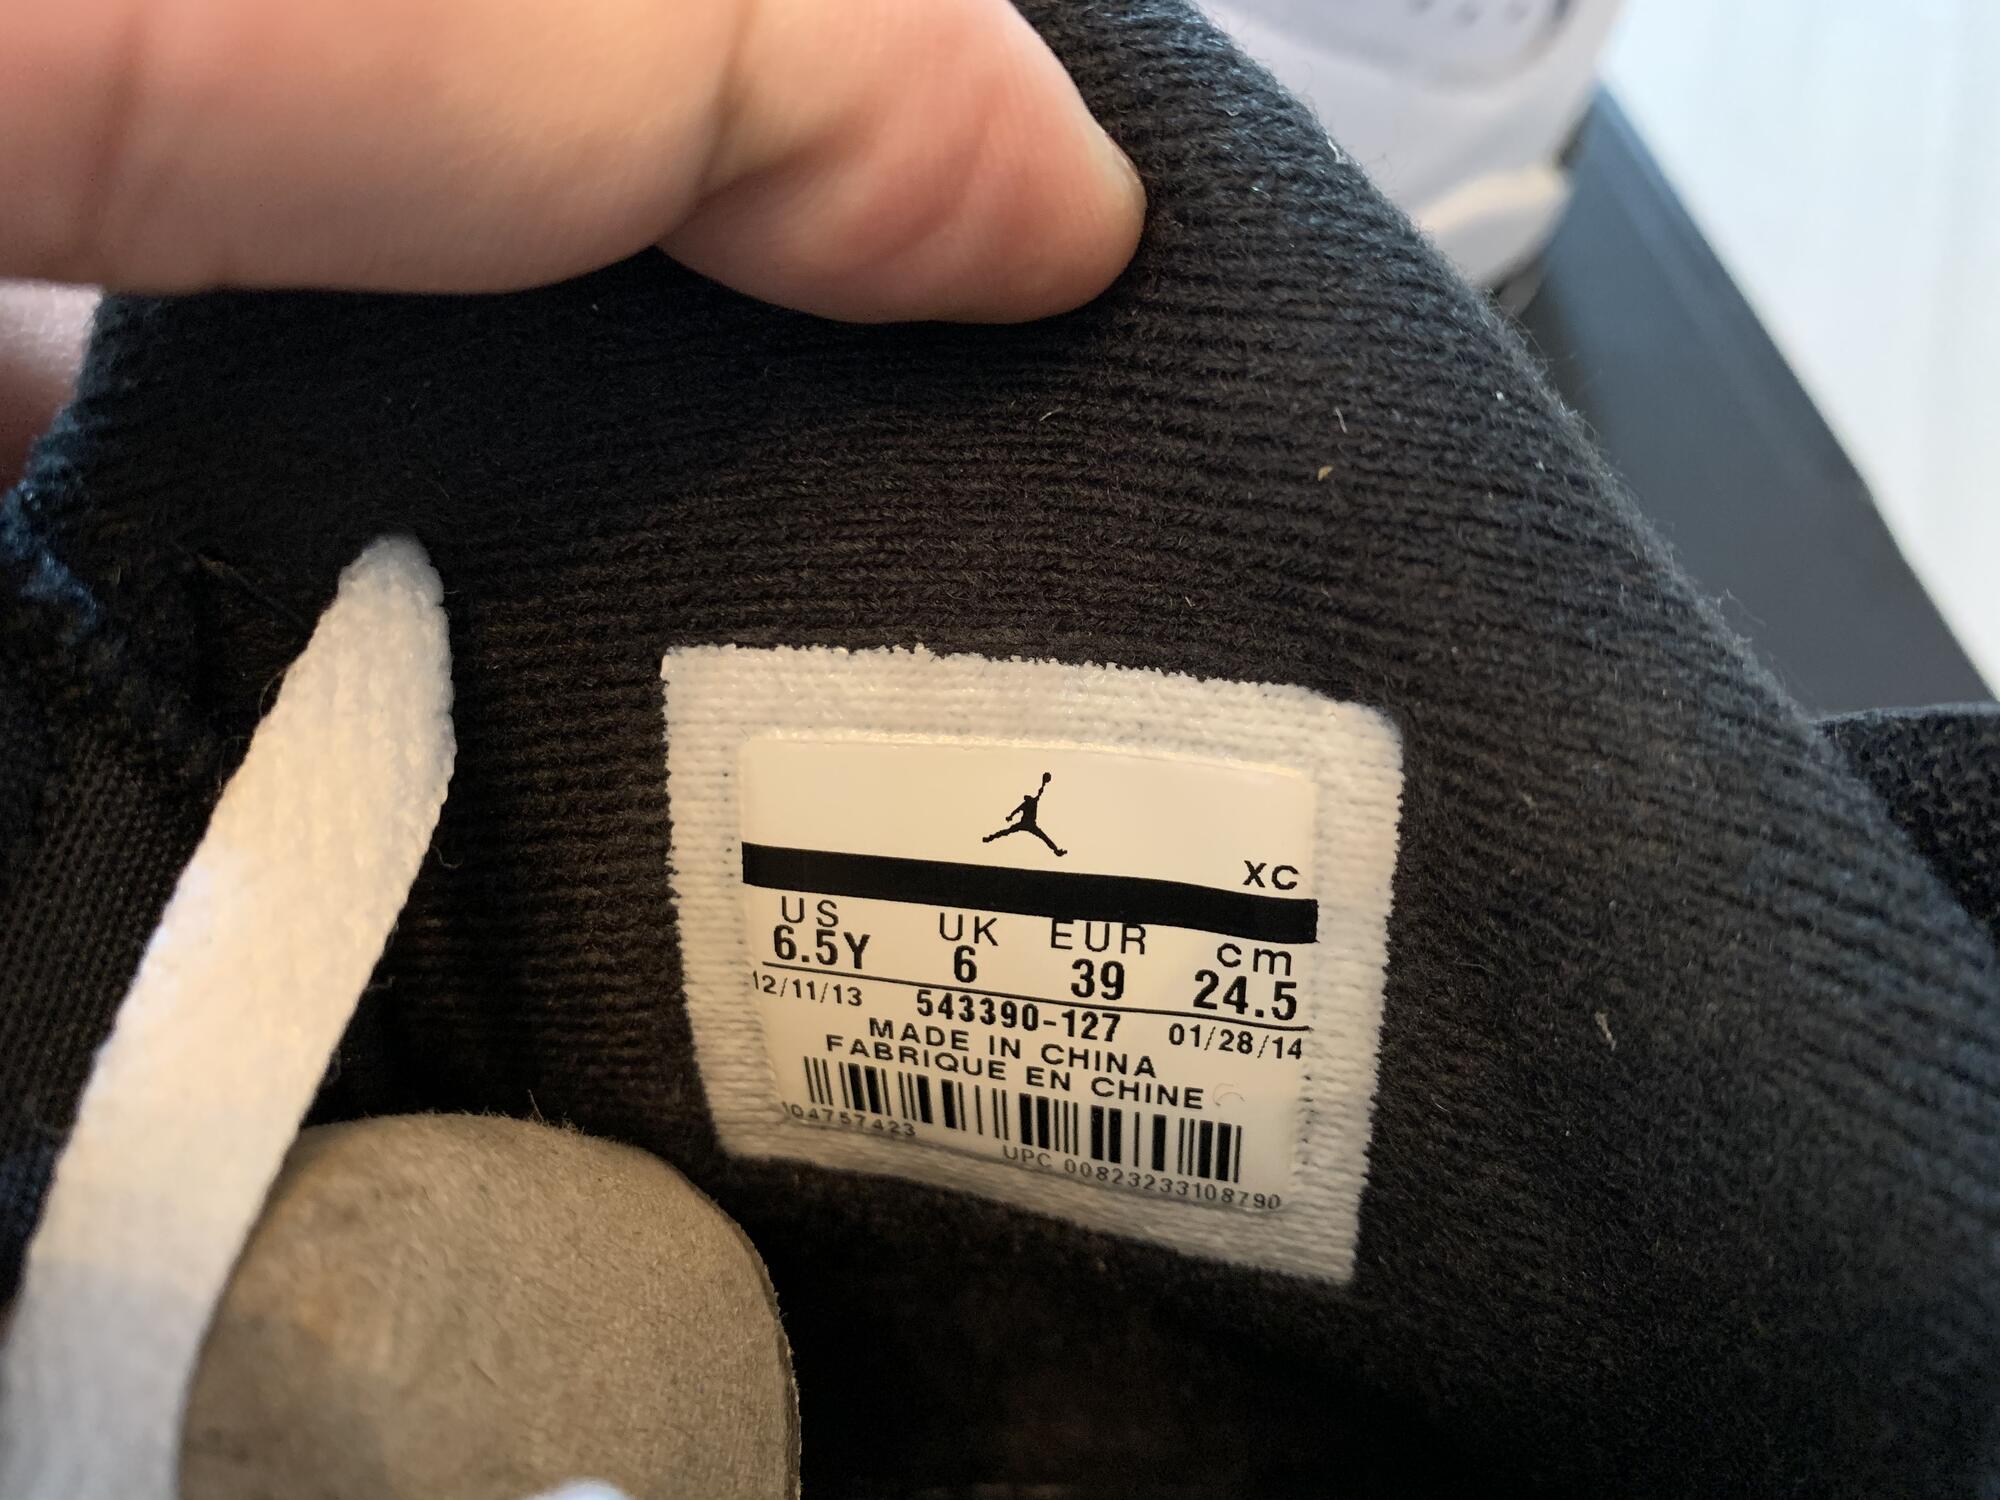 XC
US UK EUR cm
6.5Y 6 39 24.5
12/11/13 543390-127 01/28/14
MADE IN CHINA
FABRIQUE EN CHINE
104757423
UPC 00823233108790